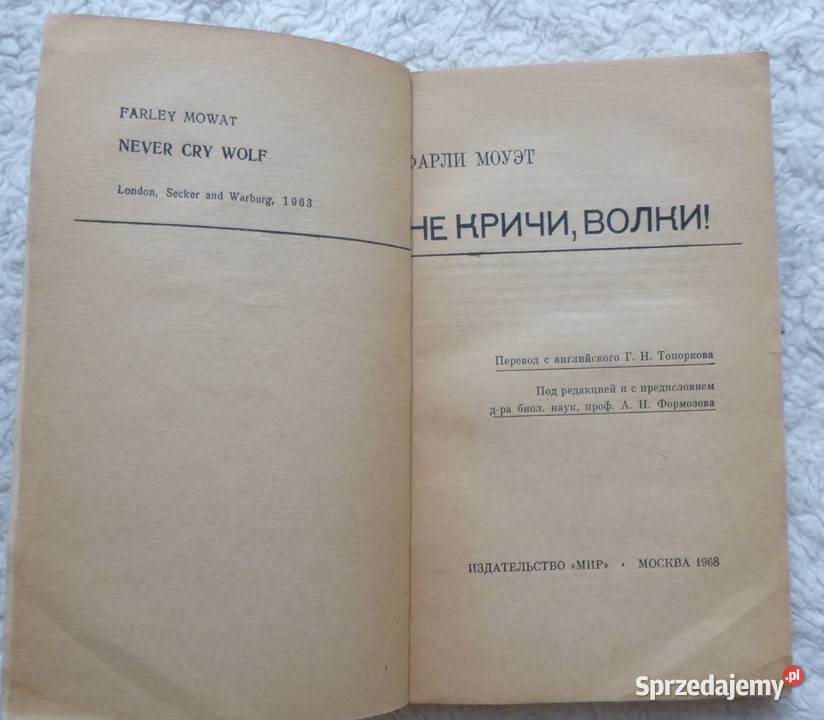 FARLEY MOWAT
NEVER CRY WOLF
London, Secker and Warburg, 1963
ФАРЛИ МОУЭТ
НЕ КРИЧИ, ВОЛКИ!
Перевод с английского Г. Н. Топоркова
Под редакцией и с предисловием
д-ра биол. наук, проф. А. Н. Формозова
ИЗДАТЕЛЬСТВО «МИР» · МОСКВА 1968
Sprzedajemy.pl